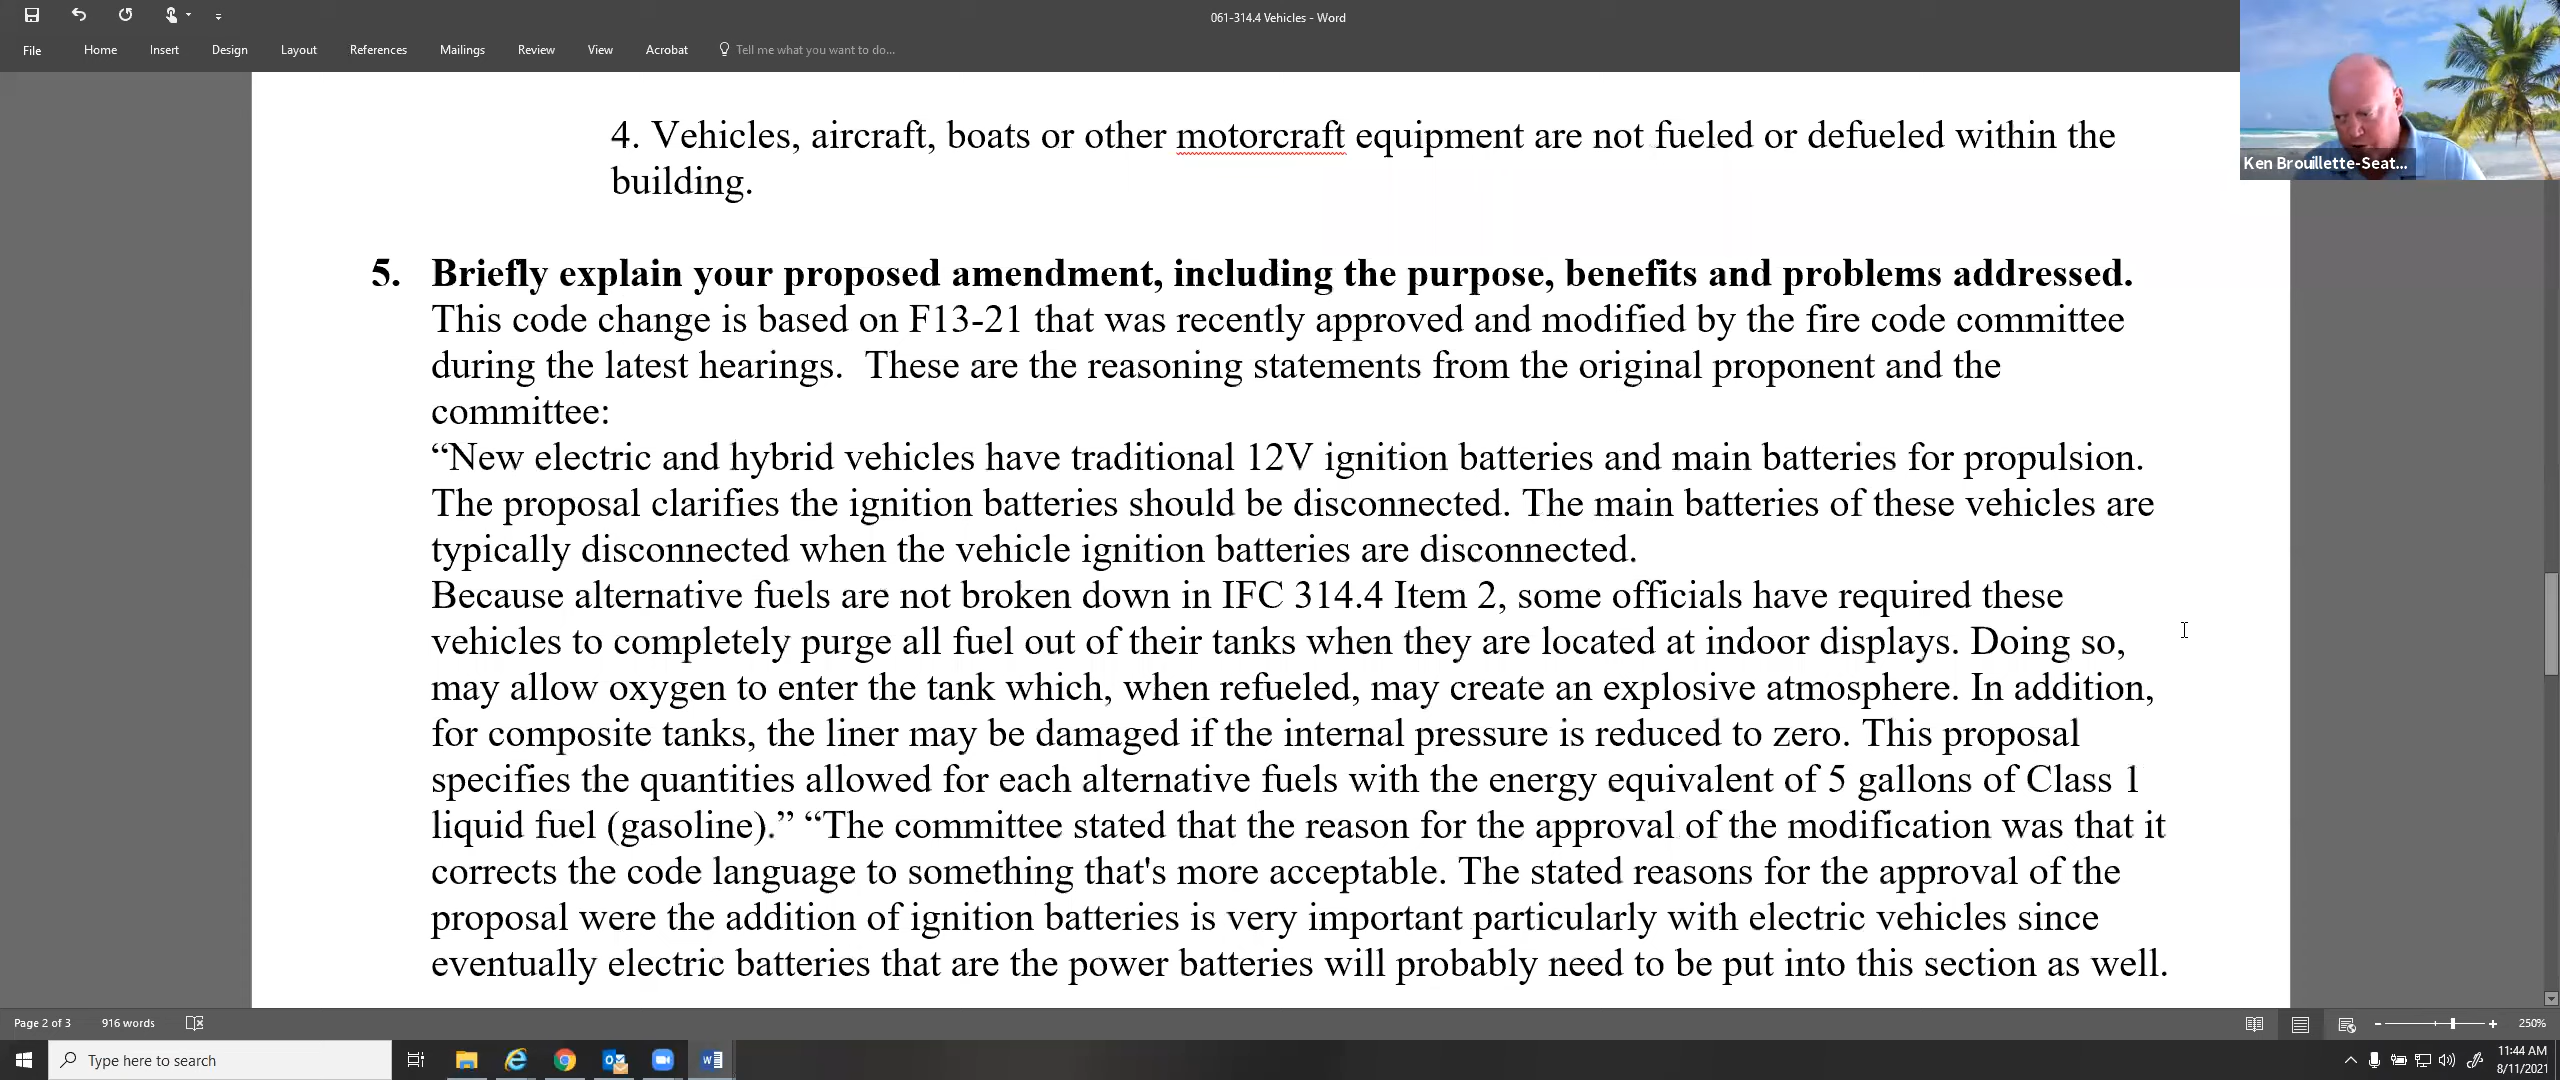 061-314.4 Vehicles - Word
File Home Insert Design Layout References Mailings Review View Acrobat Tell me what you want to do...
Ken Brouillette-Seat...
4. Vehicles, aircraft, boats or other motorcraft equipment are not fueled or defueled within the
building.
5. Briefly explain your proposed amendment, including the purpose, benefits and problems addressed.
This code change is based on F13-21 that was recently approved and modified by the fire code committee
during the latest hearings.  These are the reasoning statements from the original proponent and the
committee:
“New electric and hybrid vehicles have traditional 12V ignition batteries and main batteries for propulsion.
The proposal clarifies the ignition batteries should be disconnected. The main batteries of these vehicles are
typically disconnected when the vehicle ignition batteries are disconnected.
Because alternative fuels are not broken down in IFC 314.4 Item 2, some officials have required these
vehicles to completely purge all fuel out of their tanks when they are located at indoor displays. Doing so,
may allow oxygen to enter the tank which, when refueled, may create an explosive atmosphere. In addition,
for composite tanks, the liner may be damaged if the internal pressure is reduced to zero. This proposal
specifies the quantities allowed for each alternative fuels with the energy equivalent of 5 gallons of Class 1
liquid fuel (gasoline).” “The committee stated that the reason for the approval of the modification was that it
corrects the code language to something that's more acceptable. The stated reasons for the approval of the
proposal were the addition of ignition batteries is very important particularly with electric vehicles since
eventually electric batteries that are the power batteries will probably need to be put into this section as well.
Page 2 of 3 916 words 250%
Type here to search
11:44 AM
8/11/2021